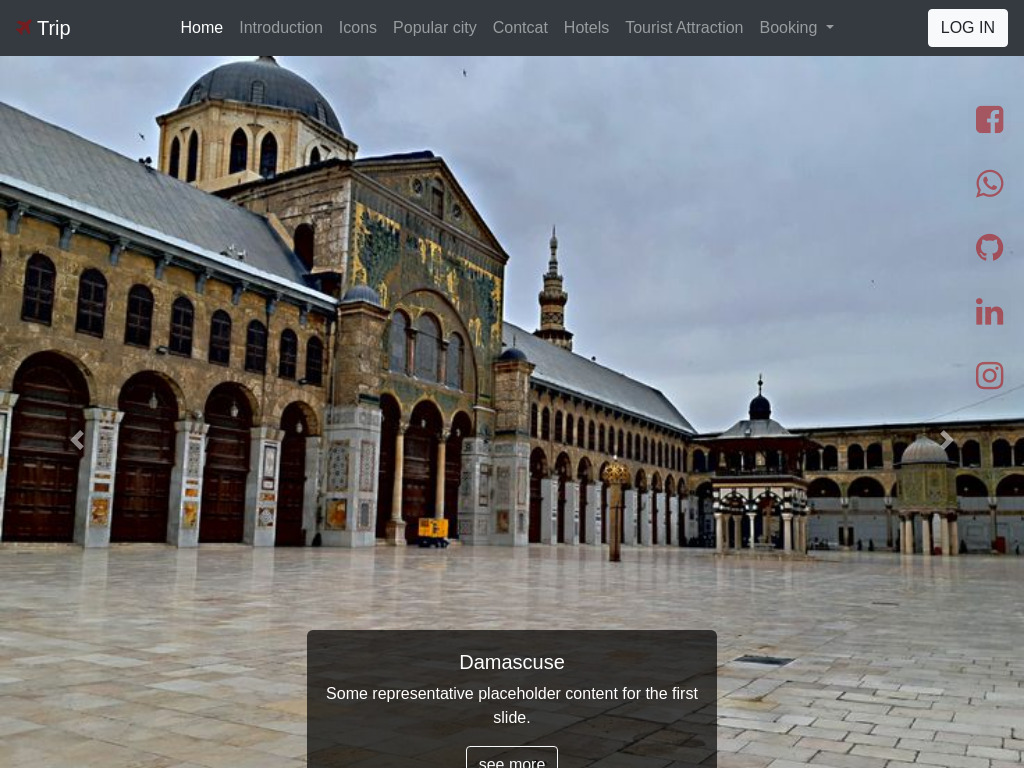 Trip
Home Introduction Icons Popular city Contcat Hotels Tourist Attraction Booking
LOG IN
Damascuse
Some representative placeholder content for the first
slide.
see more